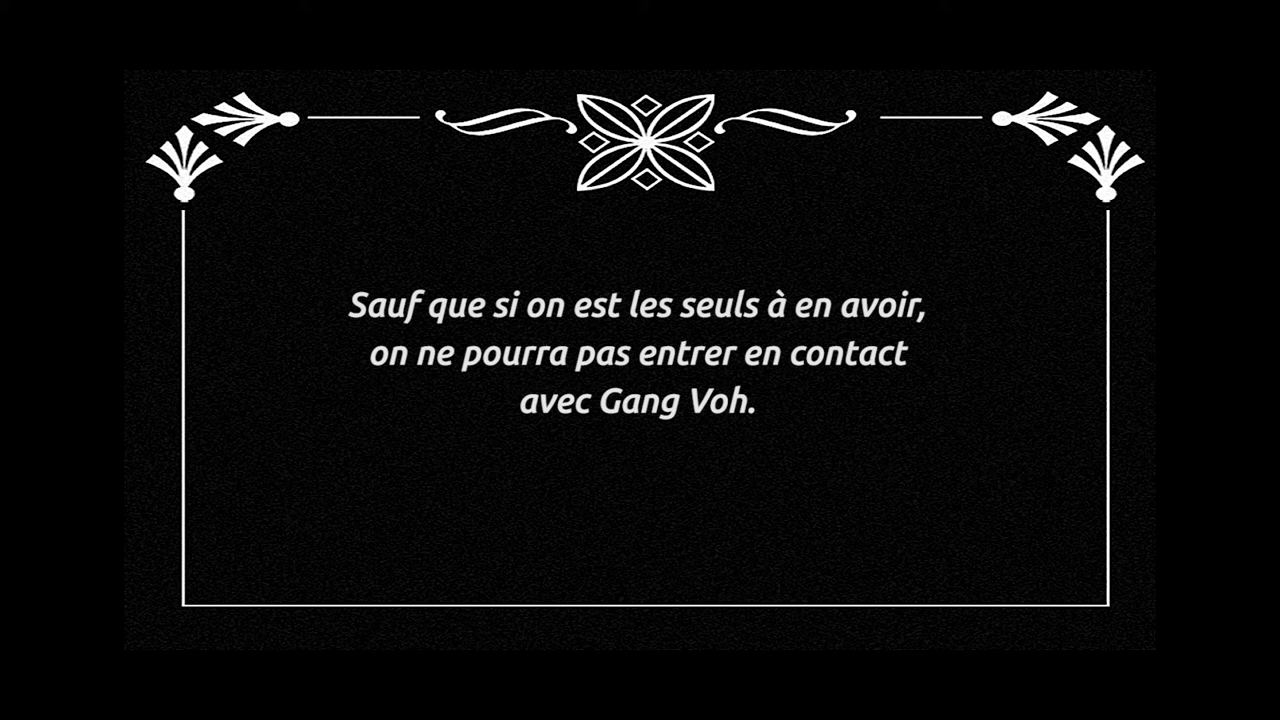 Sauf que si on est les seuls à en avoir,
on ne pourra pas entrer en contact
avec Gang Voh.